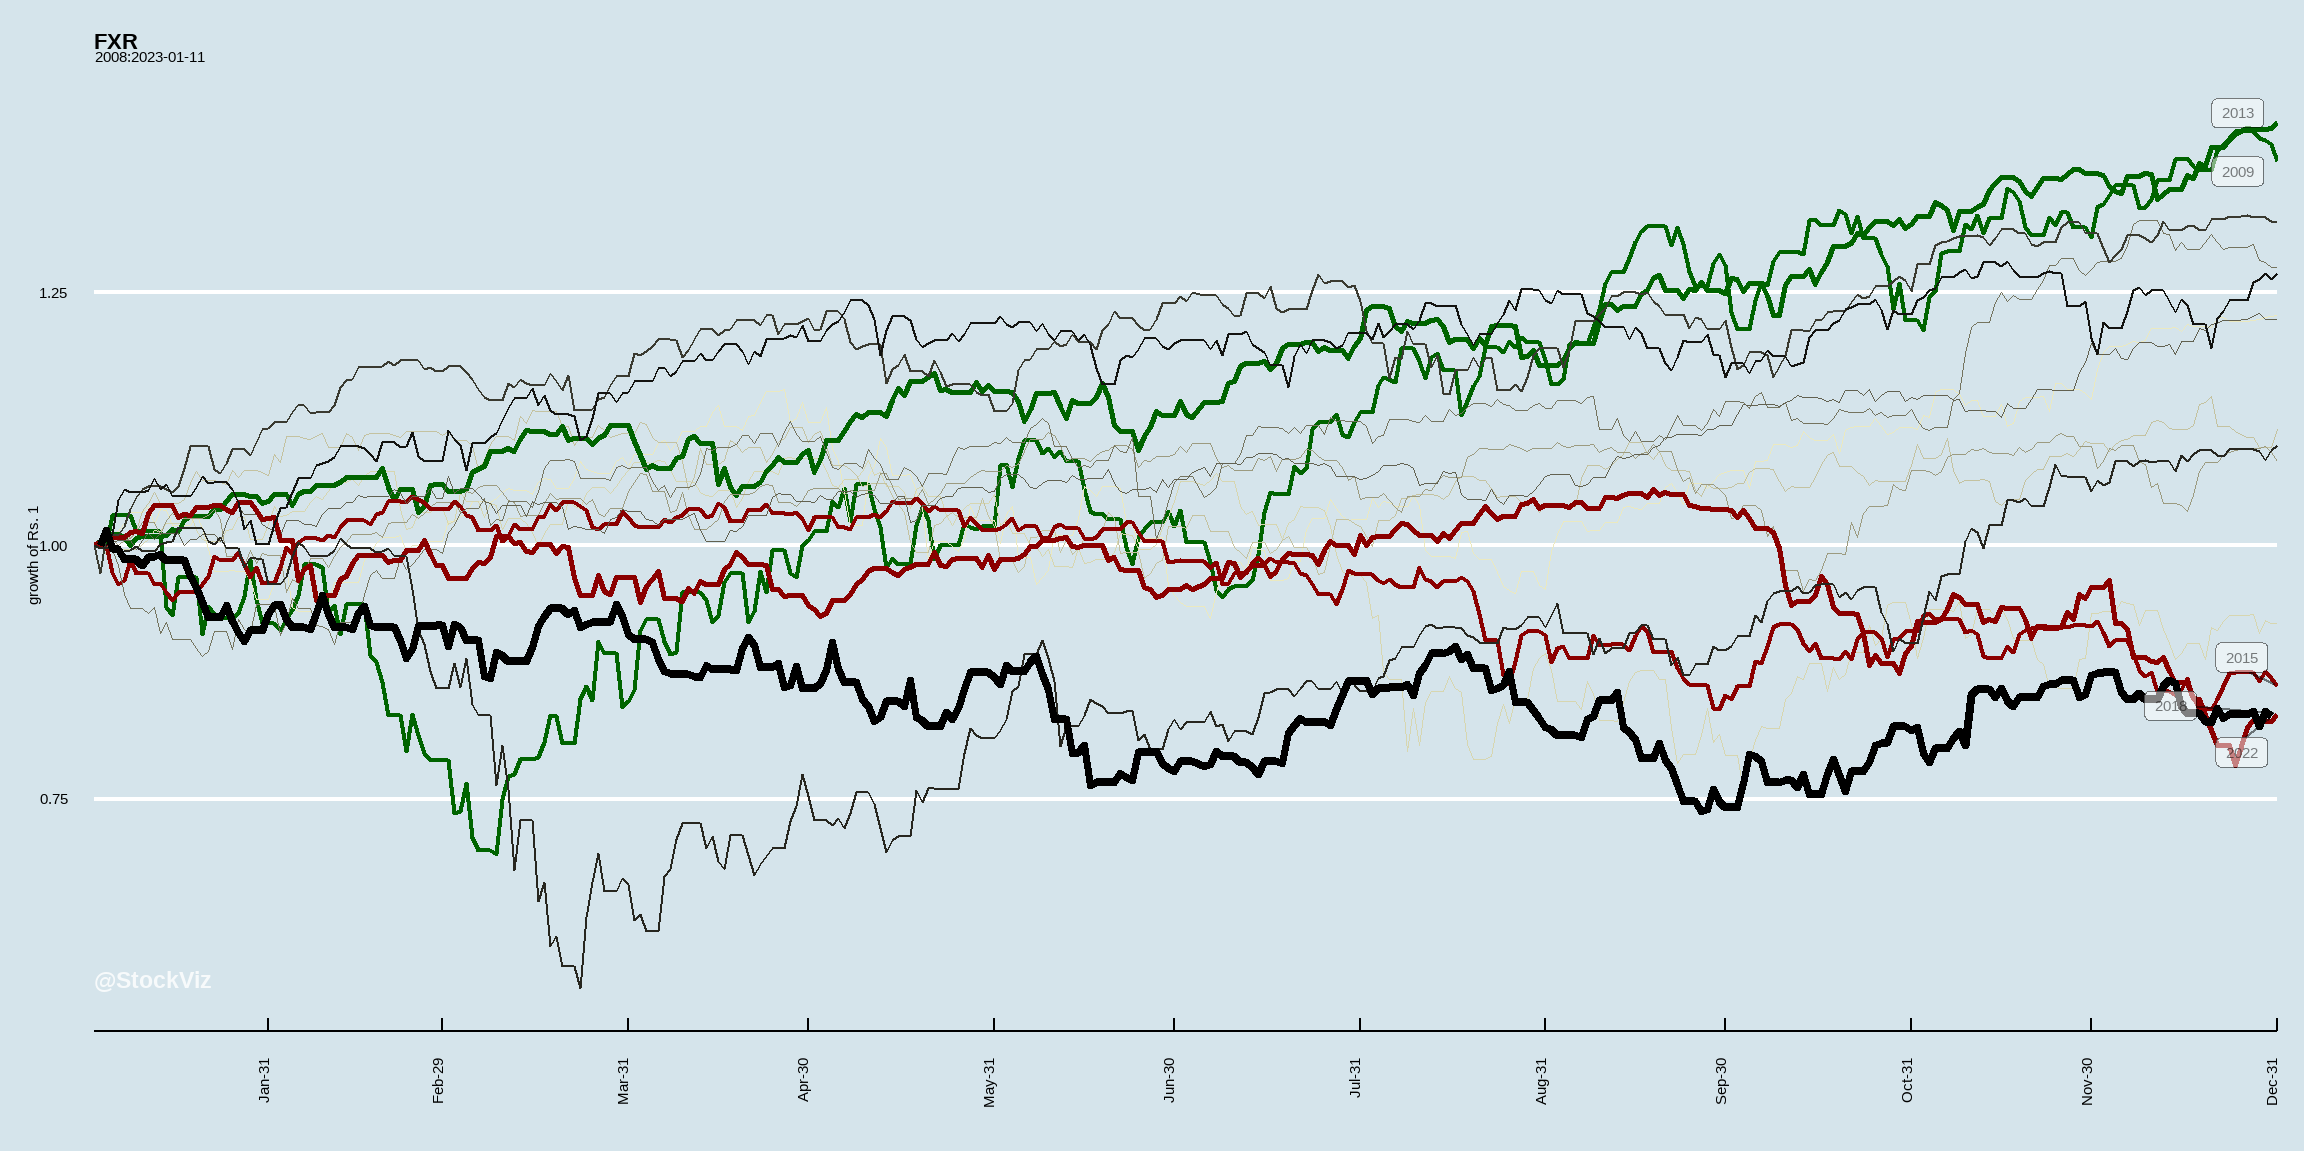 FXR
2008:2023-01-11
2013
2009
1.25
growth of Rs. 1
1.00
2015
2018
2022
0.75
@StockViz
Jan-31
Feb-29
Mar-31
Apr-30
May-31
Jun-30
Jul-31
Aug-31
Sep-30
Oct-31
Nov-30
Dec-31